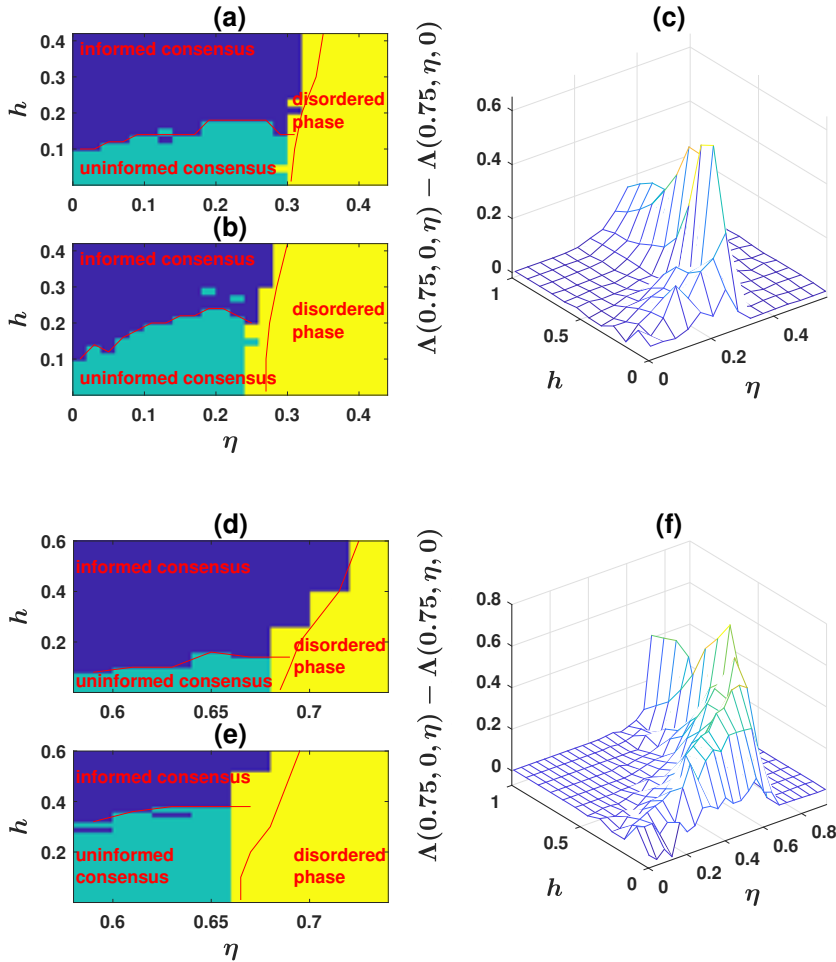 (a)
0.4
0.3
0.2
0.1
h
informed consensus
disordered
phase
uninformed consensus
0
0.1
0.2
0.3
0.4
(b)
0.4
0.3
0.2
0.1
h
informed consensus
disordered
phase
uninformed consensus
0
0.1
0.2
0.3
0.4
η
(c)
Λ(0.75, 0, η) − Λ(0.75, η, 0)
0.6
0.4
0.2
0
1
0.5
0
h
0
0.2
0.4
η
(d)
0.6
0.4
0.2
h
informed consensus
disordered
phase
uninformed consensus
0.6
0.65
0.7
(e)
0.6
0.4
0.2
h
informed consensus
uninformed
consensus
disordered
phase
0.6
0.65
0.7
η
(f)
Λ(0.75, 0, η) − Λ(0.75, η, 0)
0.8
0.6
0.4
0.2
0
1
0.5
0
h
0
0.2
0.4
0.6
0.8
η